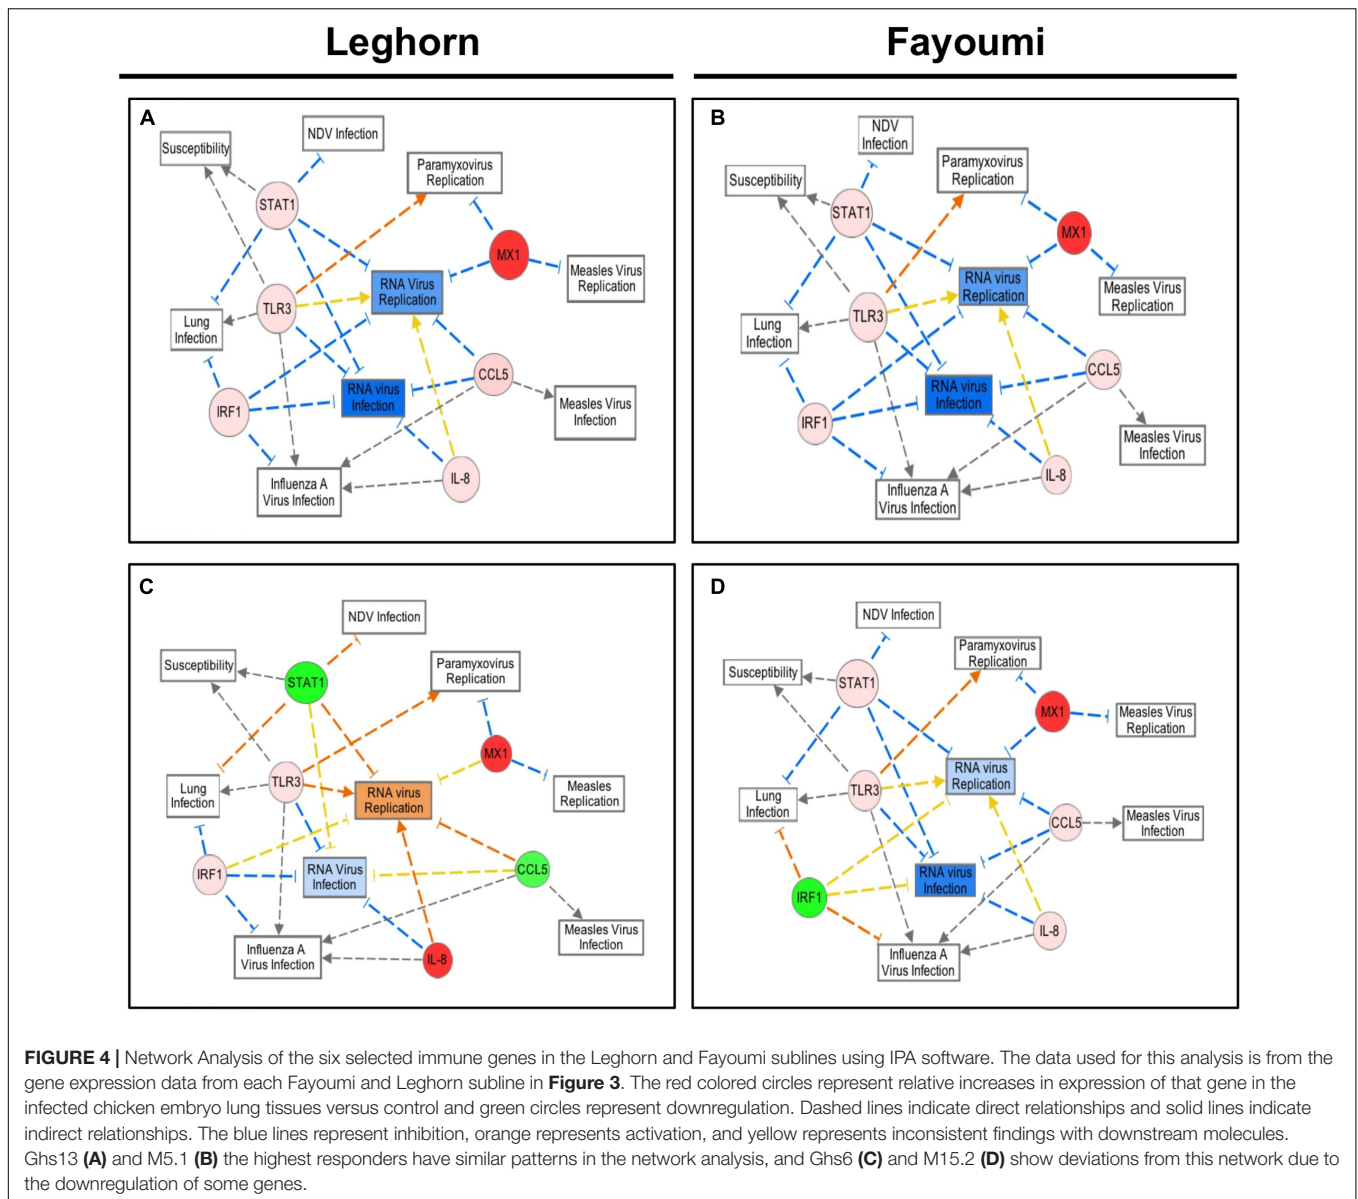 Leghorn
Fayoumi
A
NDV Infection
Susceptibility
Paramyxovirus
Replication
STAT1
MX1
Measles Virus
Replication
RNA Virus
Replication
TLR3
Lung
Infection
RNA virus
Infection
CCL5
Measles Virus
Infection
IRF1
Influenza A
Virus Infection
IL-8
B
NDV
Infection
Susceptibility
Paramyxovirus
Replication
STAT1
MX1
Measles Virus
Replication
RNA virus
Replication
TLR3
Lung
Infection
RNA virus
Infection
CCL5
Measles Virus
Infection
IRF1
Influenza A
Virus Infection
IL-8
C
NDV Infection
Susceptibility
Paramyxovirus
Replication
STAT1
MX1
Measles
Replication
RNA virus
Replication
TLR3
Lung
Infection
RNA Virus
Infection
CCL5
Measles Virus
Infection
IRF1
Influenza A
Virus Infection
IL-8
D
NDV Infection
Susceptibility
Paramyxovirus
Replication
STAT1
MX1
Measles Virus
Replication
RNA virus
Replication
TLR3
Lung
Infection
CCL5
Measles Virus
Infection
RNA virus
Infection
IRF1
IL-8
Influenza A
Virus Infection
FIGURE 4 | Network Analysis of the six selected immune genes in the Leghorn and Fayoumi sublines using IPA software. The data used for this analysis is from the
gene expression data from each Fayoumi and Leghorn subline in Figure 3. The red colored circles represent relative increases in expression of that gene in the
infected chicken embryo lung tissues versus control and green circles represent downregulation. Dashed lines indicate direct relationships and solid lines indicate
indirect relationships. The blue lines represent inhibition, orange represents activation, and yellow represents inconsistent findings with downstream molecules.
Ghs13 (A) and M5.1 (B) the highest responders have similar patterns in the network analysis, and Ghs6 (C) and M15.2 (D) show deviations from this network due to
the downregulation of some genes.